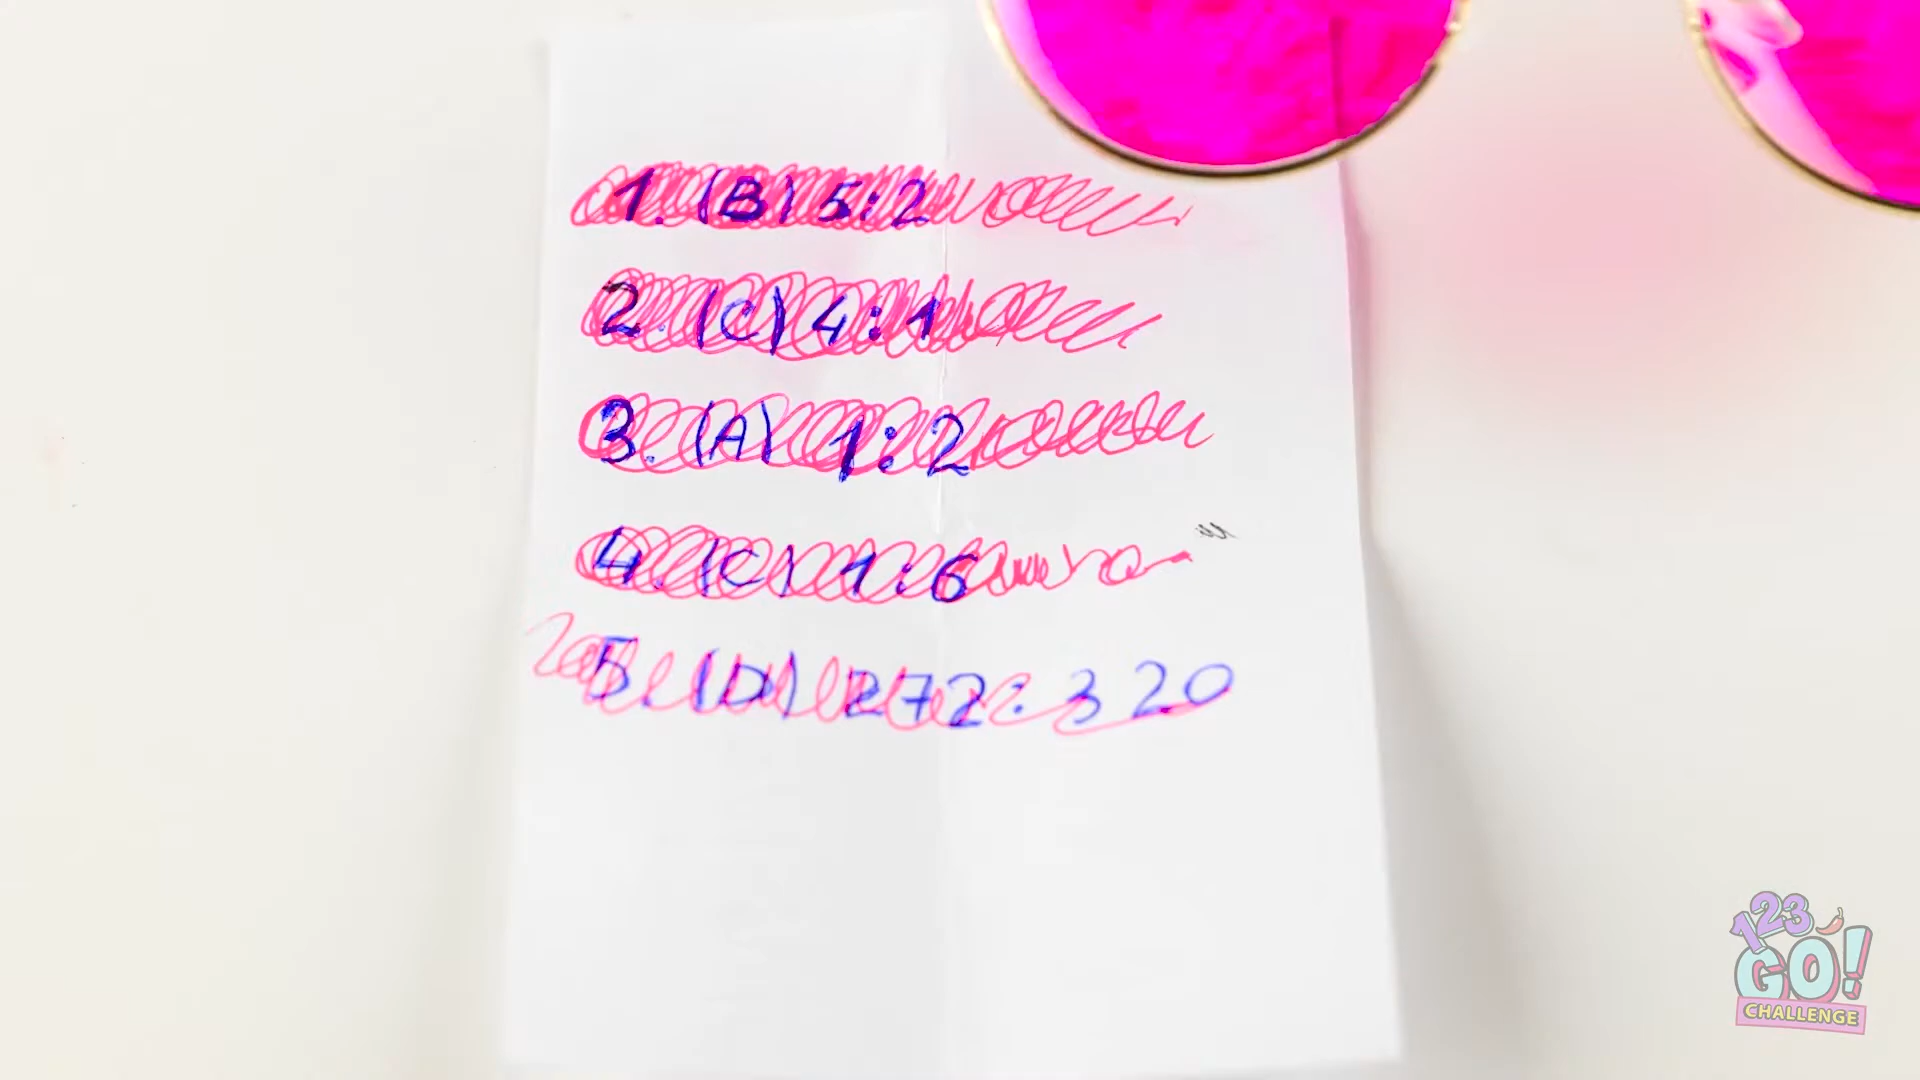 1. (B) 5:2
2. (C) 4:1
3. (A) 1:2
4. (C) 1:6
5. (D) 272:320
123
GO!
CHALLENGE